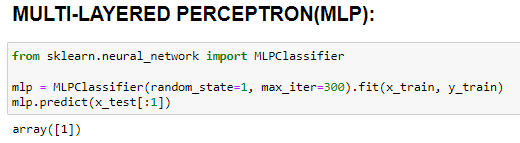 MULTI-LAYERED PERCEPTRON(MLP):
from sklearn.neural_network import MLPClassifier
mlp = MLPClassifier(random_state=1, max_iter=300).fit(x_train, y_train)
mlp.predict(x_test[:1])
array([1])